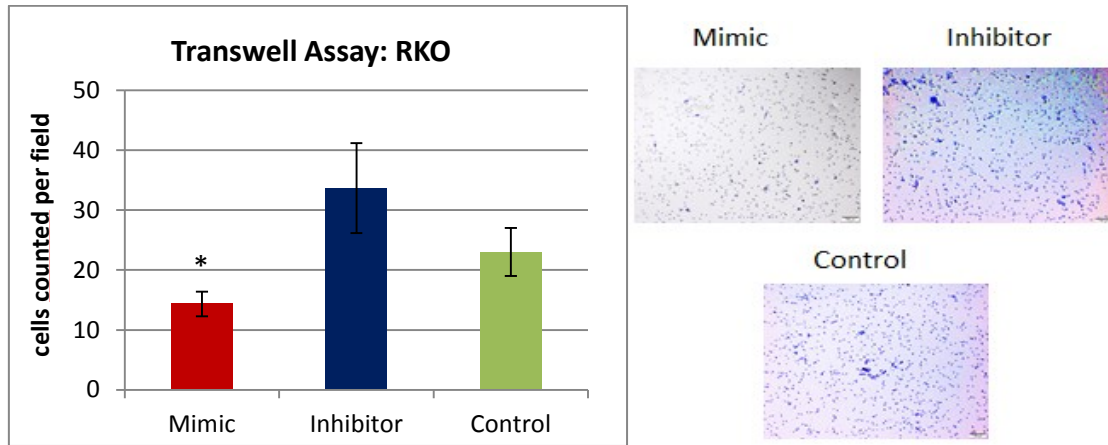 Transwell Assay: RKO
cells counted per field
50
40
30
20
10
0
*
Mimic
Inhibitor
Control
Mimic
Inhibitor
Control